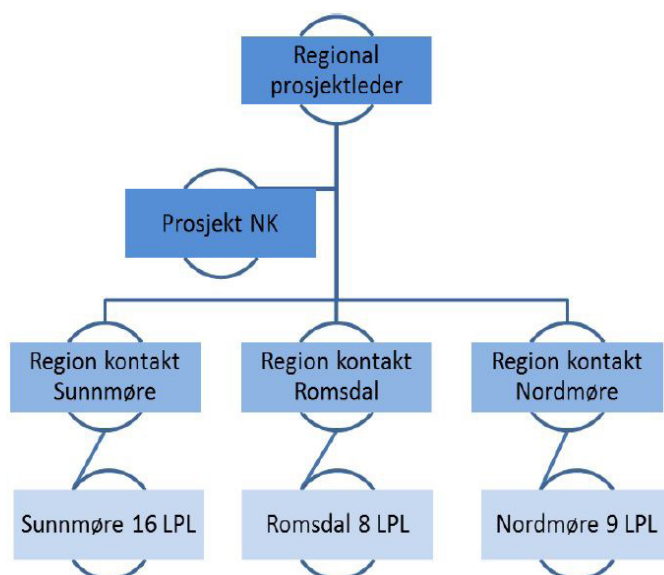 Regional
prosjektleder
Prosjekt NK
Region kontakt
Sunnmøre
Region kontakt
Romsdal
Region kontakt
Nordmøre
Sunnmøre 16 LPL
Romsdal 8 LPL
Nordmøre 9 LPL